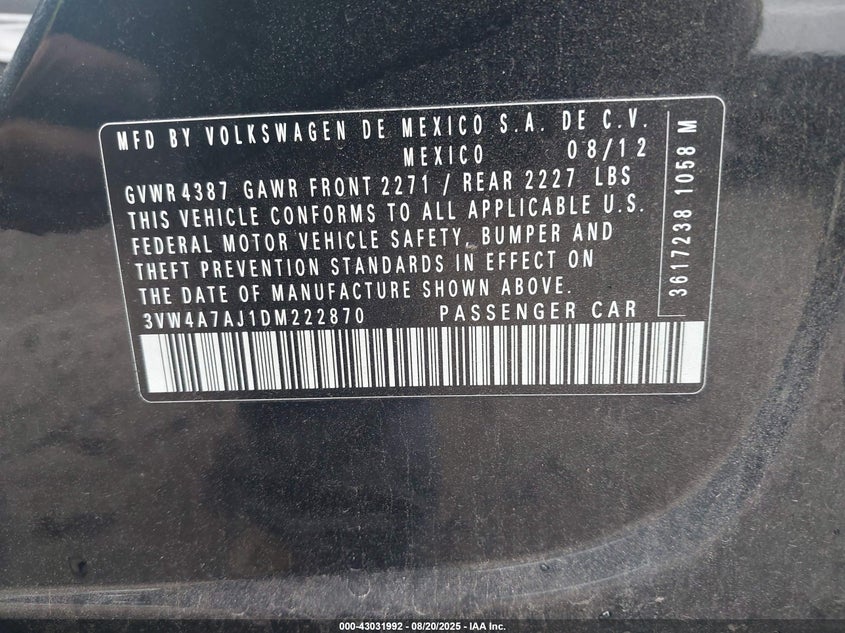 MFD BY VOLKSWAGEN DE MEXICO S.A. DE C.V.
MEXICO 08/12
GVWR 4387 GAWR FRONT 2271 / REAR 2227 LBS
THIS VEHICLE CONFORMS TO ALL APPLICABLE U.S.
FEDERAL MOTOR VEHICLE SAFETY, BUMPER AND
THEFT PREVENTION STANDARDS IN EFFECT ON
THE DATE OF MANUFACTURE SHOWN ABOVE.
3VW4A7AJ1DM222870 PASSENGER CAR
3617238 1058 M
000-43031992 - 08/20/2025 - IAA Inc.